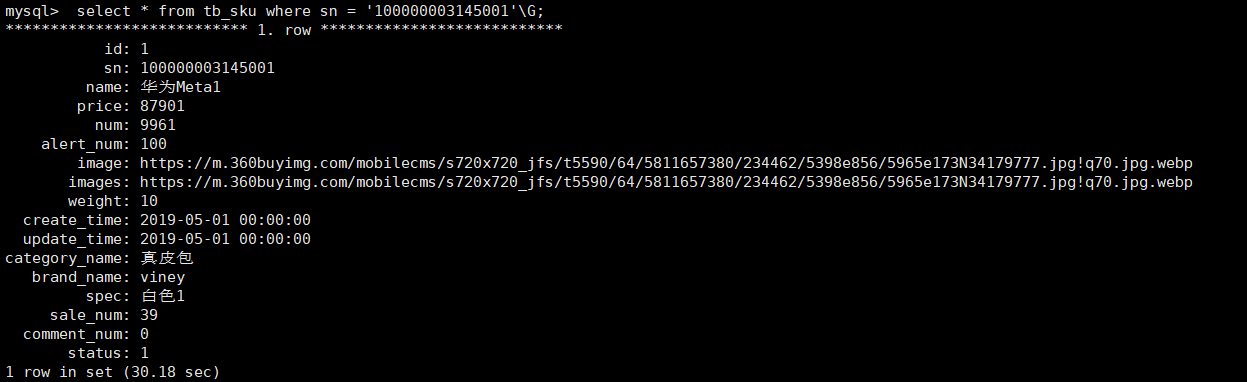 mysql>  select * from tb_sku where sn = '100000003145001'\G;
*************************** 1. row ***************************
           id: 1
           sn: 100000003145001
         name: 华为Meta1
        price: 87901
          num: 9961
    alert_num: 100
        image: https://m.360buyimg.com/mobilecms/s720x720_jfs/t5590/64/5811657380/234462/5398e856/5965e173N34179777.jpg!q70.jpg.webp
       images: https://m.360buyimg.com/mobilecms/s720x720_jfs/t5590/64/5811657380/234462/5398e856/5965e173N34179777.jpg!q70.jpg.webp
       weight: 10
  create_time: 2019-05-01 00:00:00
  update_time: 2019-05-01 00:00:00
category_name: 真皮包
   brand_name: viney
         spec: 白色1
     sale_num: 39
  comment_num: 0
       status: 1
1 row in set (30.18 sec)